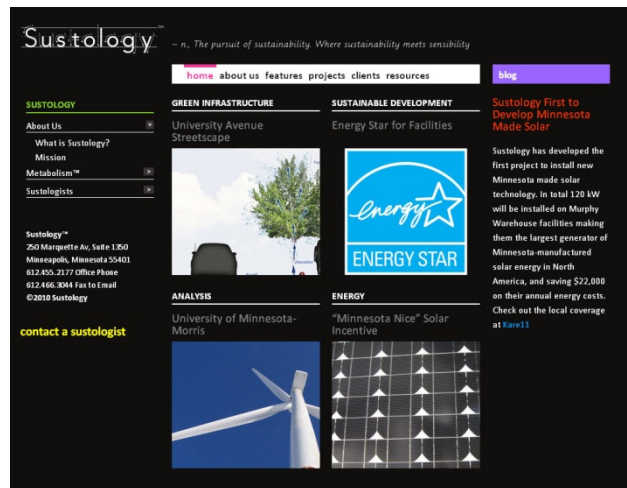 Sustology™
– n., The pursuit of sustainability. Where sustainability meets sensibility
home about us features projects clients resources
blog
SUSTOLOGY
About Us
What is Sustology?
Mission
Metabolism™
Sustologists
Sustology™
250 Marquette Av, Suite 1350
Minneapolis, Minnesota 55401
612.455.2177 Office Phone
612.466.3044 Fax to Email
©2010 Sustology
contact a sustologist
GREEN INFRASTRUCTURE
University Avenue
Streetscape
SUSTAINABLE DEVELOPMENT
Energy Star for Facilities
energy
ENERGY STAR
ANALYSIS
University of Minnesota-
Morris
ENERGY
“Minnesota Nice” Solar
Incentive
Sustology First to
Develop Minnesota
Made Solar
Sustology has developed the
first project to install new
Minnesota made solar
technology. In total 120 kW
will be installed on Murphy
Warehouse facilities making
them the largest generator of
Minnesota-manufactured
solar energy in North
America, and saving $22,000
on their annual energy costs.
Check out the local coverage
at Kare11